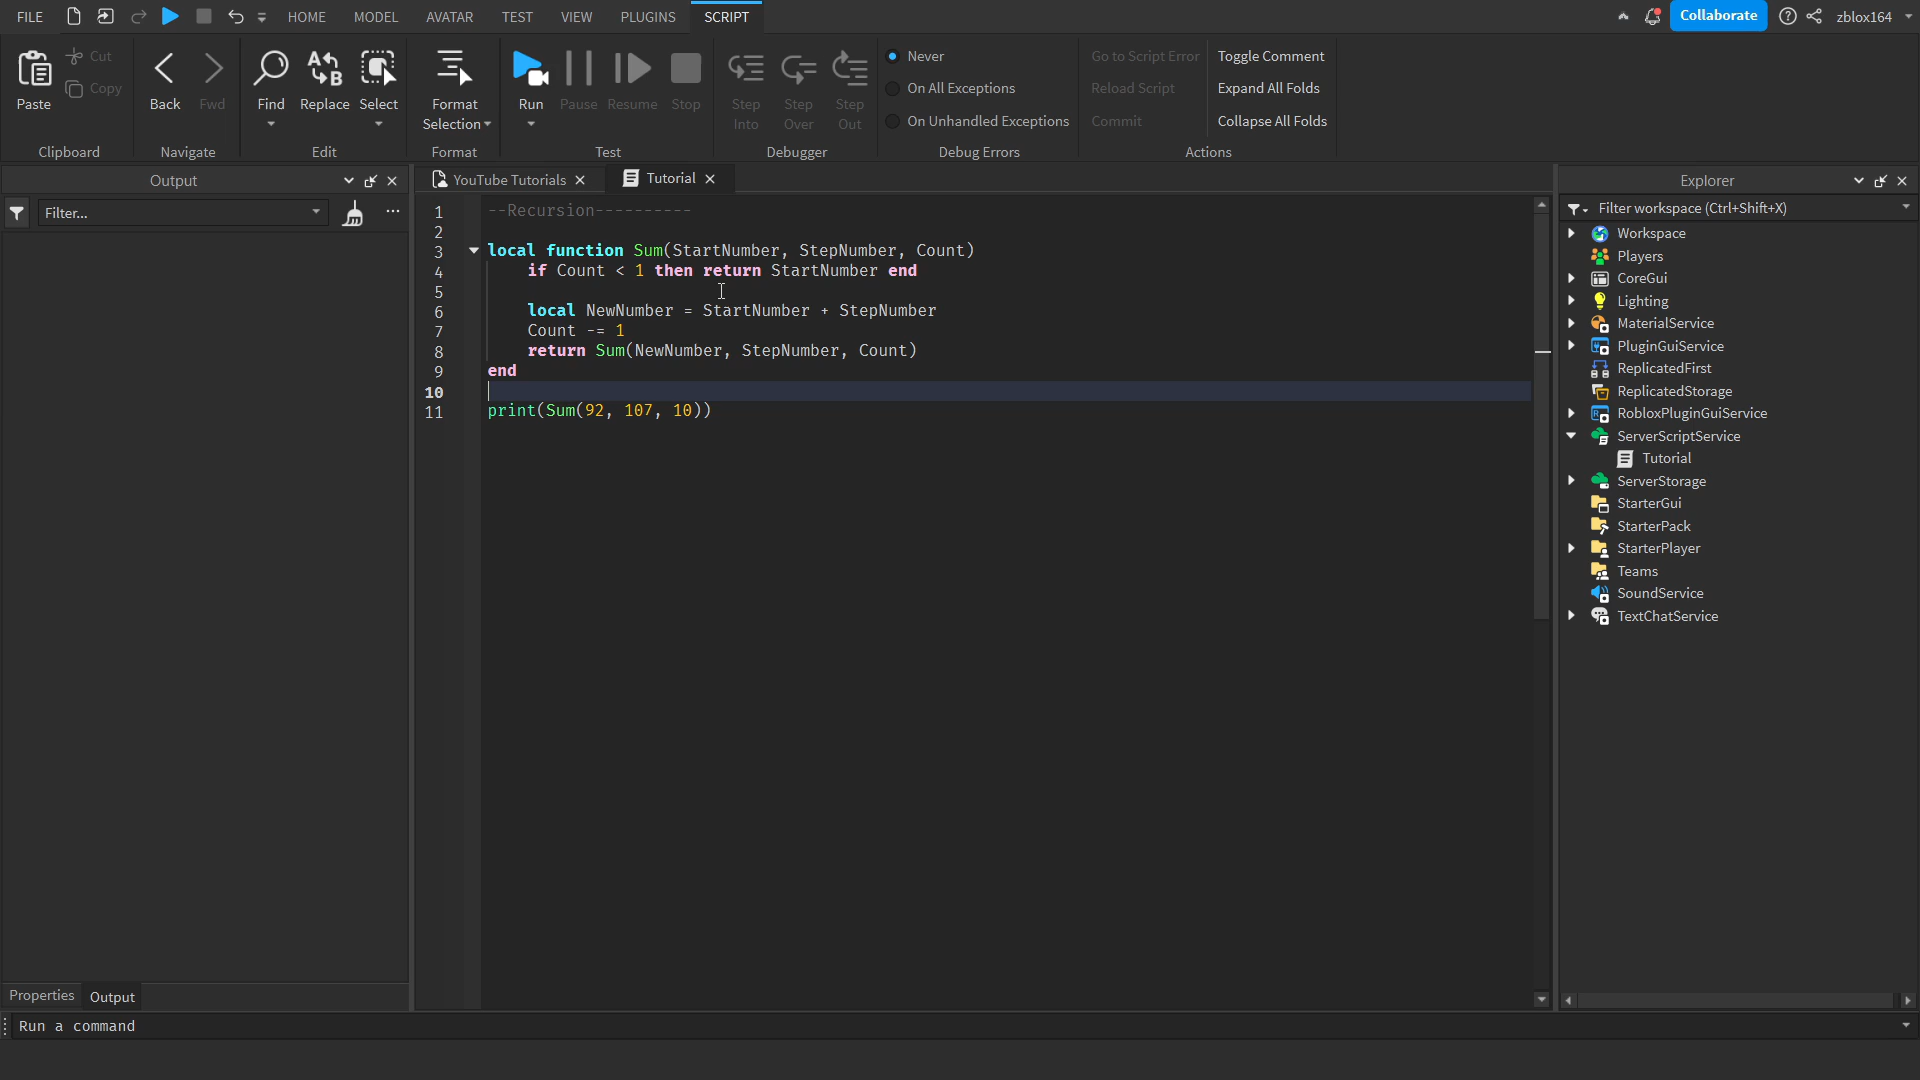 FILE HOME MODEL AVATAR TEST VIEW PLUGINS SCRIPT Collaborate zblox164
Paste Cut Copy
Clipboard
Back Fwd
Navigate
Find Replace Select
Edit
Format Selection
Format
Run Pause Resume Stop
Test
Step Into Step Over Step Out
Debugger
Never
On All Exceptions
On Unhandled Exceptions
Debug Errors
Go to Script Error Toggle Comment
Reload Script Expand All Folds
Commit Collapse All Folds
Actions
Output
Filter...
Properties Output
YouTube Tutorials Tutorial
1 --Recursion----------
2
3 local function Sum(StartNumber, StepNumber, Count)
4 if Count < 1 then return StartNumber end
5
6 local NewNumber = StartNumber + StepNumber
7 Count -= 1
8 return Sum(NewNumber, StepNumber, Count)
9 end
10
11 print(Sum(92, 107, 10))
Explorer
Filter workspace (Ctrl+Shift+X)
Workspace
Players
CoreGui
Lighting
MaterialService
PluginGuiService
ReplicatedFirst
ReplicatedStorage
RobloxPluginGuiService
ServerScriptService
Tutorial
ServerStorage
StarterGui
StarterPack
StarterPlayer
Teams
SoundService
TextChatService
Run a command